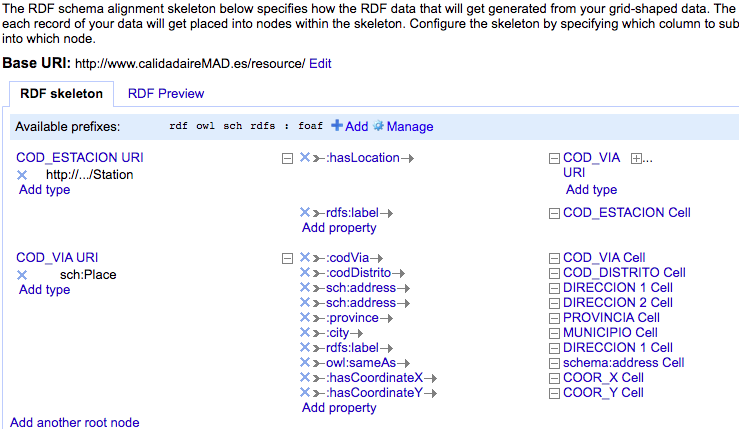 The RDF schema alignment skeleton below specifies how the RDF data that will get generated from your grid-shaped data. The
each record of your data will get placed into nodes within the skeleton. Configure the skeleton by specifying which column to sub
into which node.
Base URI: http://www.calidadaireMAD.es/resource/ Edit
RDF skeleton RDF Preview
Available prefixes: rdf owl sch rdfs : foaf Add Manage
COD_ESTACION URI :hasLocation COD_VIA ...
http://.../Station URI
Add type Add type
rdfs:label COD_ESTACION Cell
Add property
COD_VIA URI :codVia COD_VIA Cell
sch:Place :codDistrito COD_DISTRITO Cell
Add type sch:address DIRECCION 1 Cell
sch:address DIRECCION 2 Cell
:province PROVINCIA Cell
:city MUNICIPIO Cell
rdfs:label DIRECCION 1 Cell
owl:sameAs schema:address Cell
:hasCoordinateX COOR_X Cell
:hasCoordinateY COOR_Y Cell
Add property
Add another root node